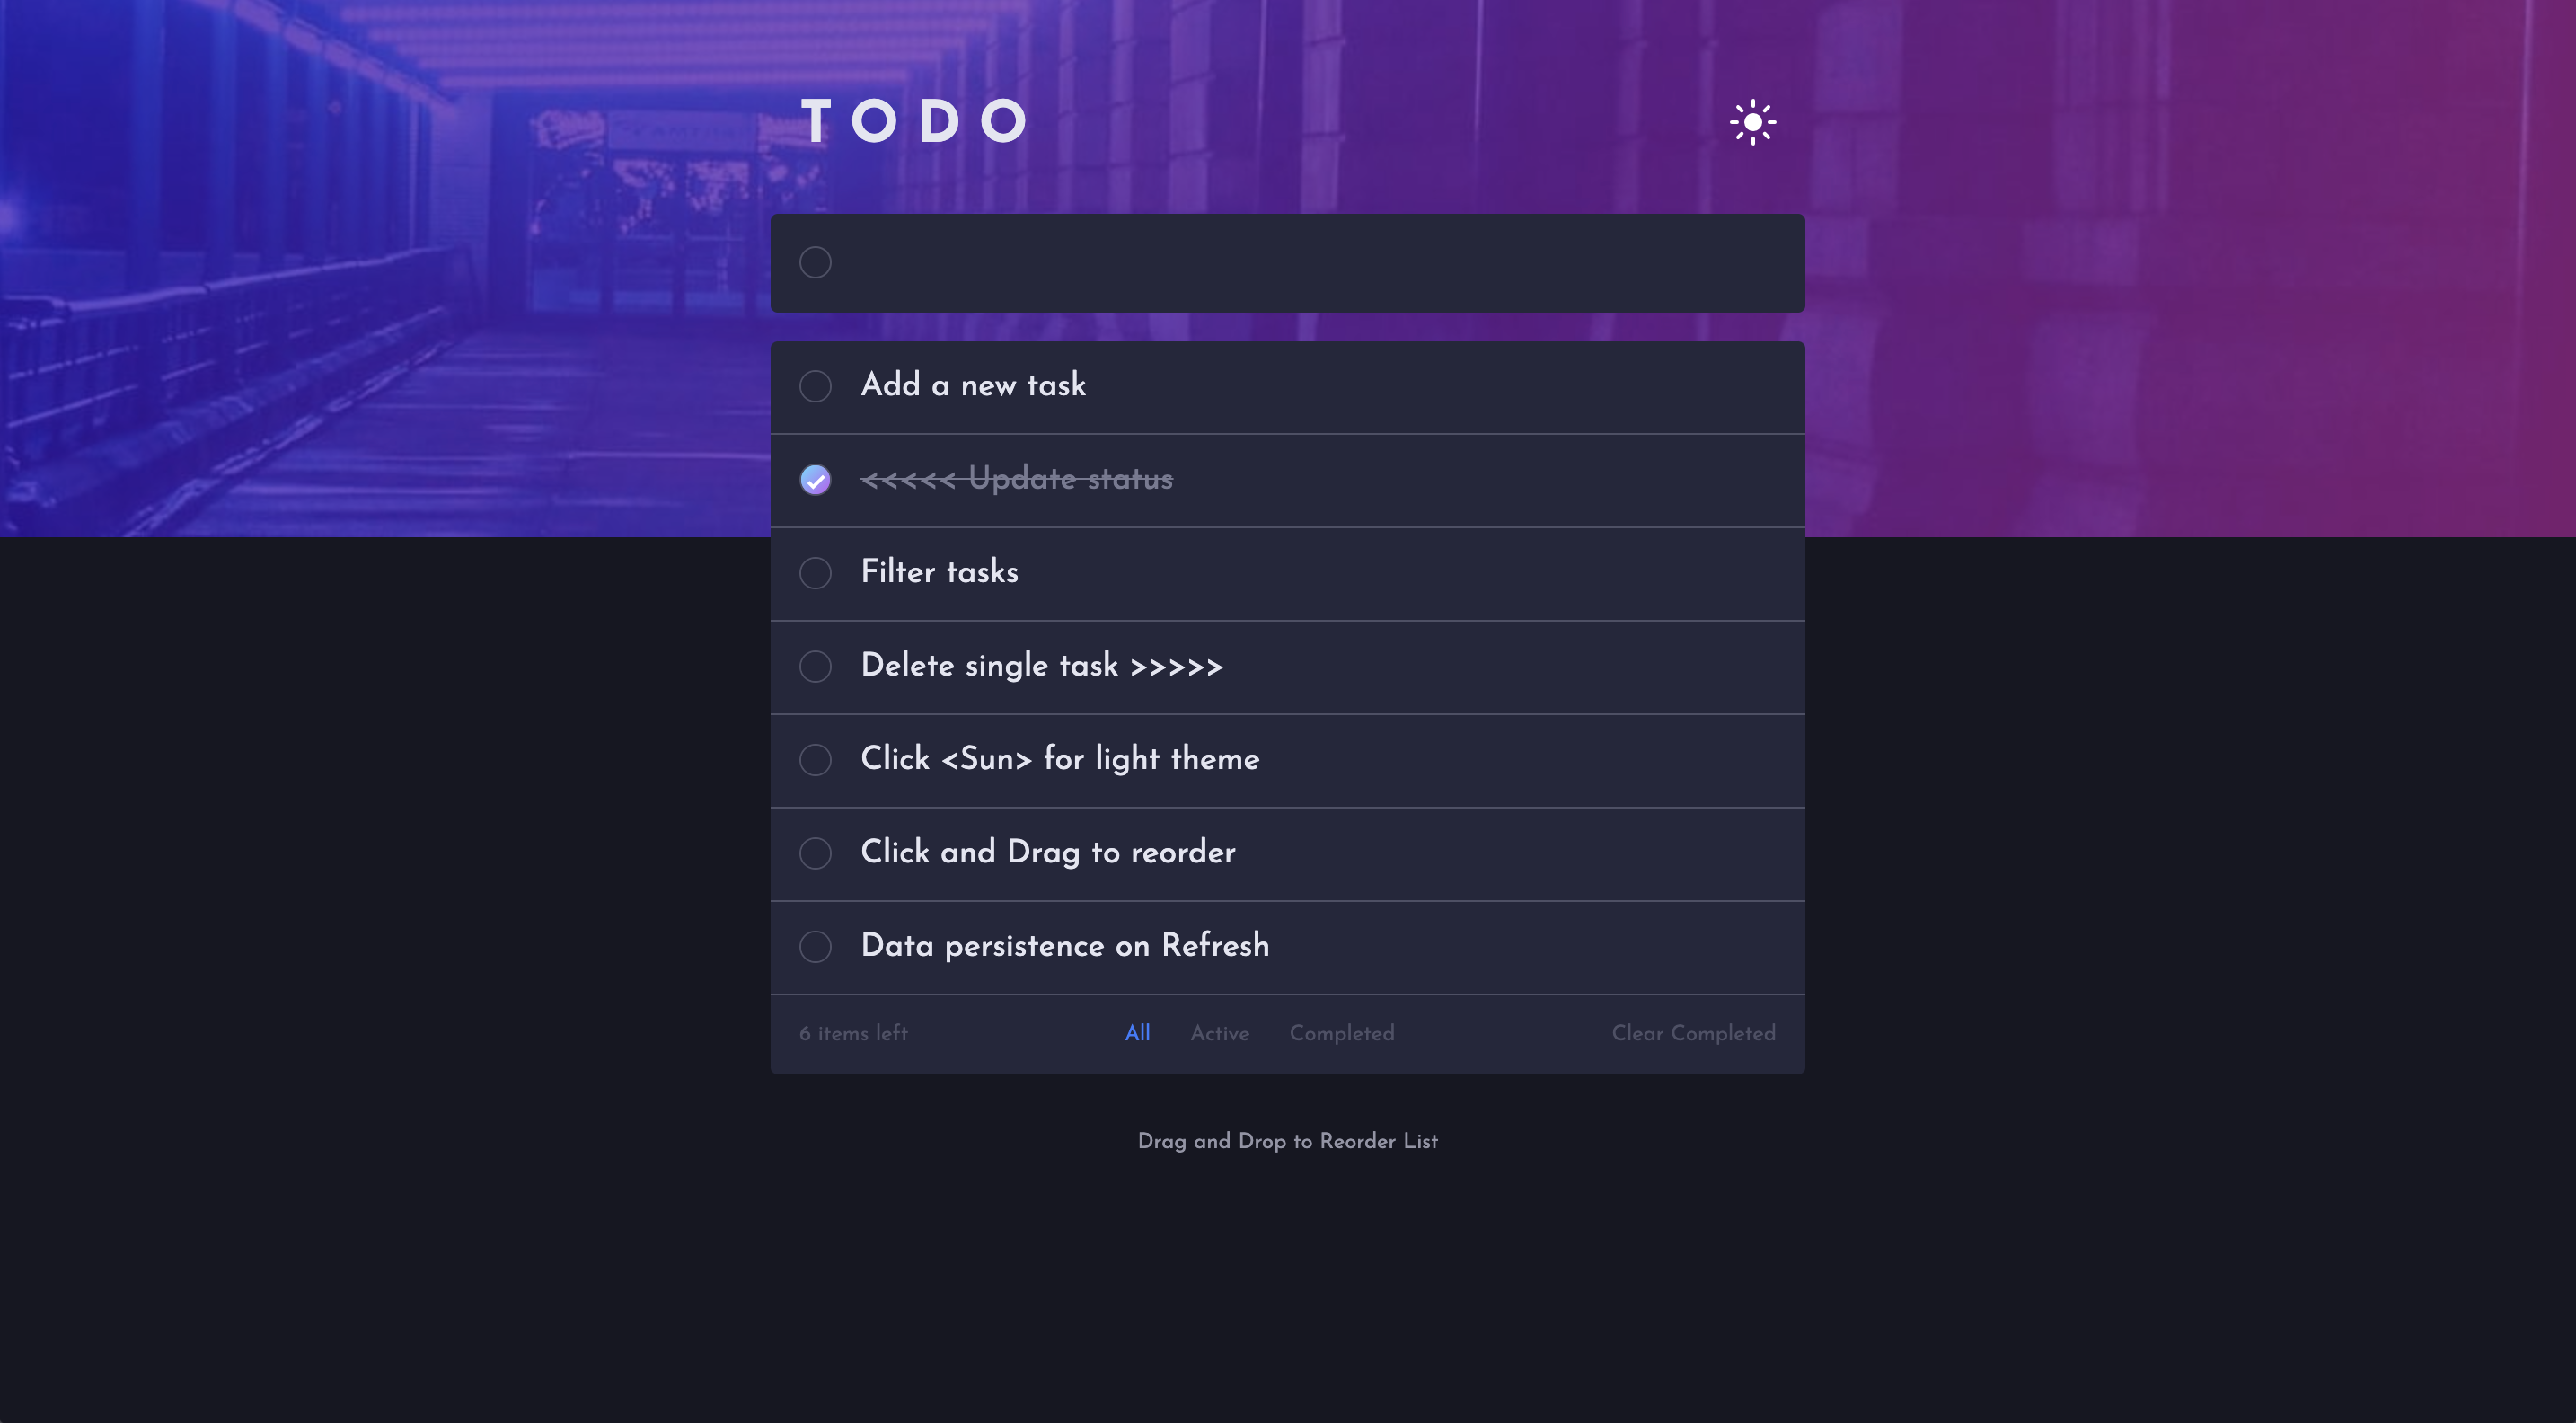 TODO
Add a new task
<<<<< Update status
Filter tasks
Delete single task >>>>>
Click <Sun> for light theme
Click and Drag to reorder
Data persistence on Refresh
6 items left All Active Completed Clear Completed
Drag and Drop to Reorder List